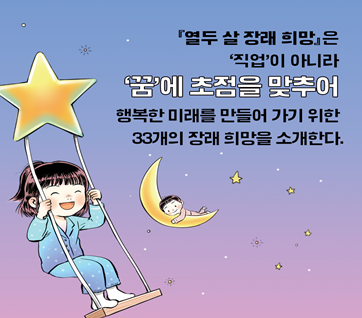 『열두 살 장래 희망』은
‘직업’이 아니라
‘꿈’에 초점을 맞추어
행복한 미래를 만들어 가기 위한
33개의 장래 희망을 소개한다.